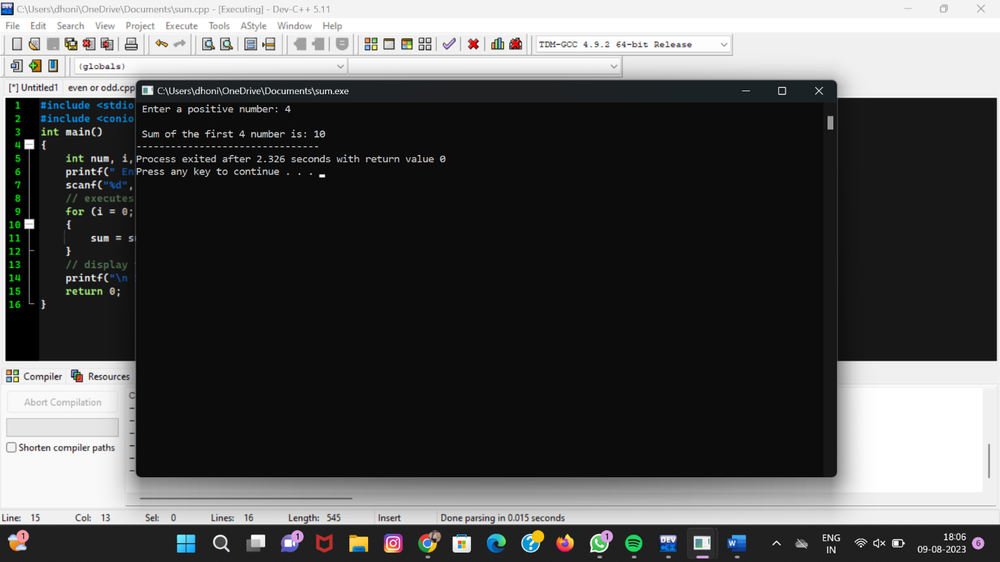 C:\Users\dhoni\OneDrive\Documents\sum.cpp - [Executing] - Dev-C++ 5.11
File Edit Search View Project Execute Tools AStyle Window Help
TDM-GCC 4.9.2 64-bit Release
(globals)
[*] Untitled1 even or odd.cpp
C:\Users\dhoni\OneDrive\Documents\sum.exe
Enter a positive number: 4
Sum of the first 4 number is: 10
--------------------------------
Process exited after 2.326 seconds with return value 0
Press any key to continue . . .
1 #include <stdio
2 #include <conio
3 int main()
4 {
5 int num, i,
6 printf(" En
7 scanf("%d",
8 // executes
9 for (i = 0;
10 {
11 sum = su
12 }
13 // display
14 printf("\n
15 return 0;
16 }
Compiler Resources
Abort Compilation
Shorten compiler paths
Line: 15 Col: 13 Sel: 0 Lines: 16 Length: 545 Insert Done parsing in 0.015 seconds
1 1 DEV C++ W 1
ENG
IN
18:06
09-08-2023
6